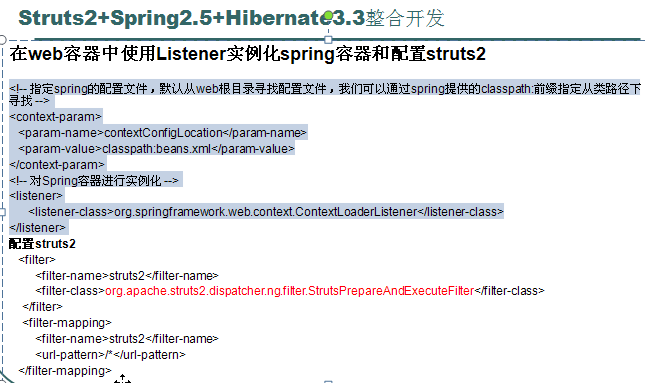 Struts2+Spring2.5+Hibernate3.3整合开发
在web容器中使用Listener实例化spring容器和配置struts2
<!-- 指定spring的配置文件，默认从web根目录寻找配置文件，我们可以通过spring提供的classpath:前缀指定从类路径下
寻找 -->
<context-param>
<param-name>contextConfigLocation</param-name>
<param-value>classpath:beans.xml</param-value>
</context-param>
<!-- 对Spring容器进行实例化 -->
<listener>
<listener-class>org.springframework.web.context.ContextLoaderListener</listener-class>
</listener>
配置struts2
<filter>
<filter-name>struts2</filter-name>
<filter-class>org.apache.struts2.dispatcher.ng.filter.StrutsPrepareAndExecuteFilter</filter-class>
</filter>
<filter-mapping>
<filter-name>struts2</filter-name>
<url-pattern>/*</url-pattern>
</filter-mapping>